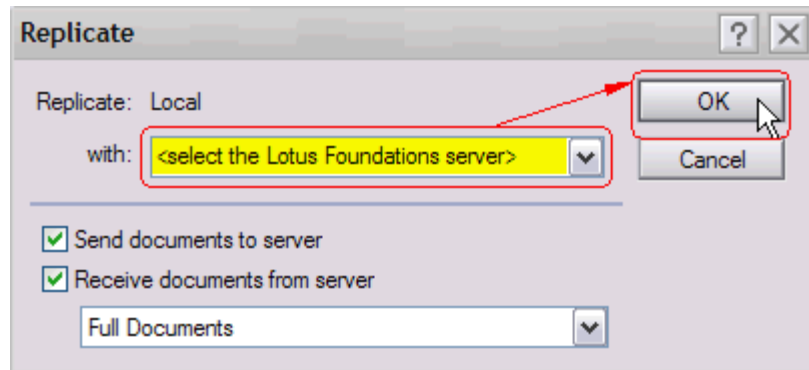 Replicate
Replicate: Local
OK
with: <select the Lotus Foundations server>
Cancel
Send documents to server
Receive documents from server
Full Documents